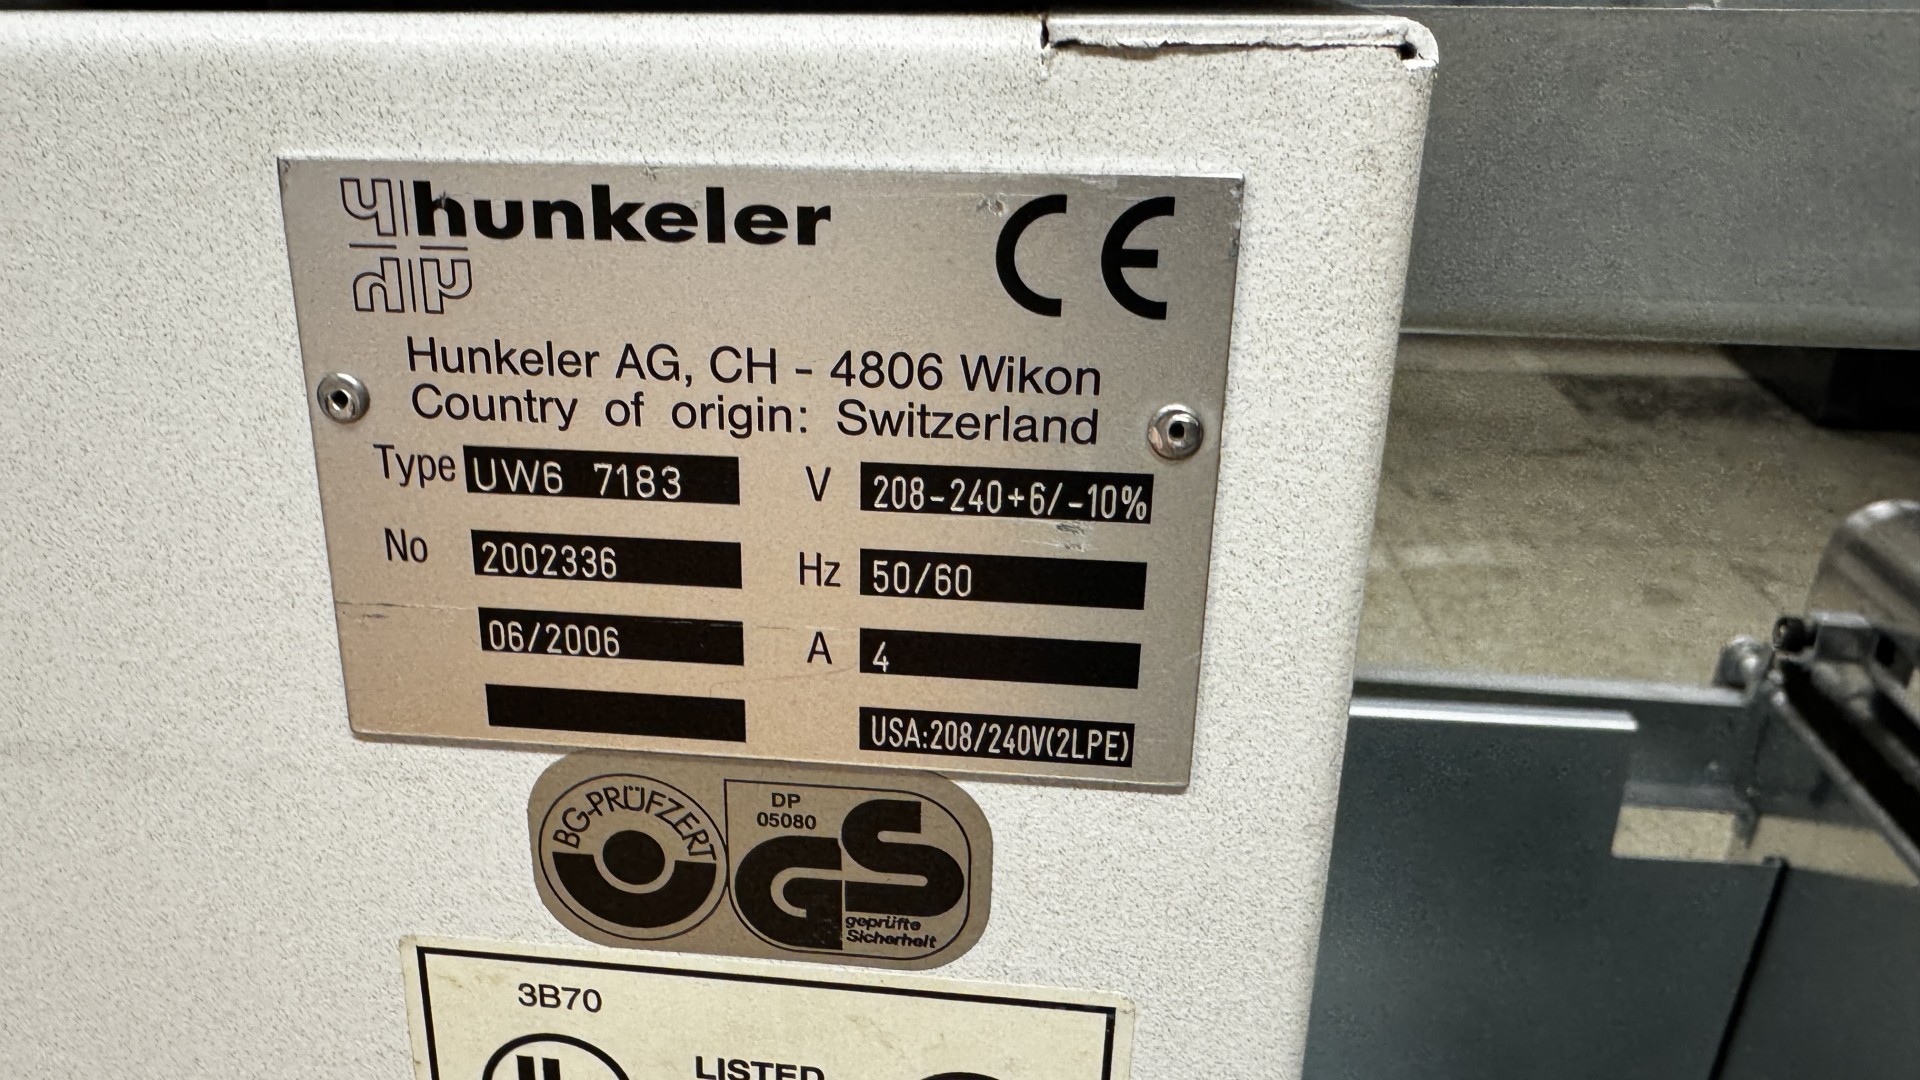 hunkeler CE
Hunkeler AG, CH - 4806 Wikon
Country of origin: Switzerland
Type UW6 7183 V 208-240+6/-10%
No 2002336 Hz 50/60
06/2006 A 4
USA:208/240V(2LPE)
BG-PRÜFZERT
DP
05080
GS
geprüfte
Sicherheit
3B70
LISTED